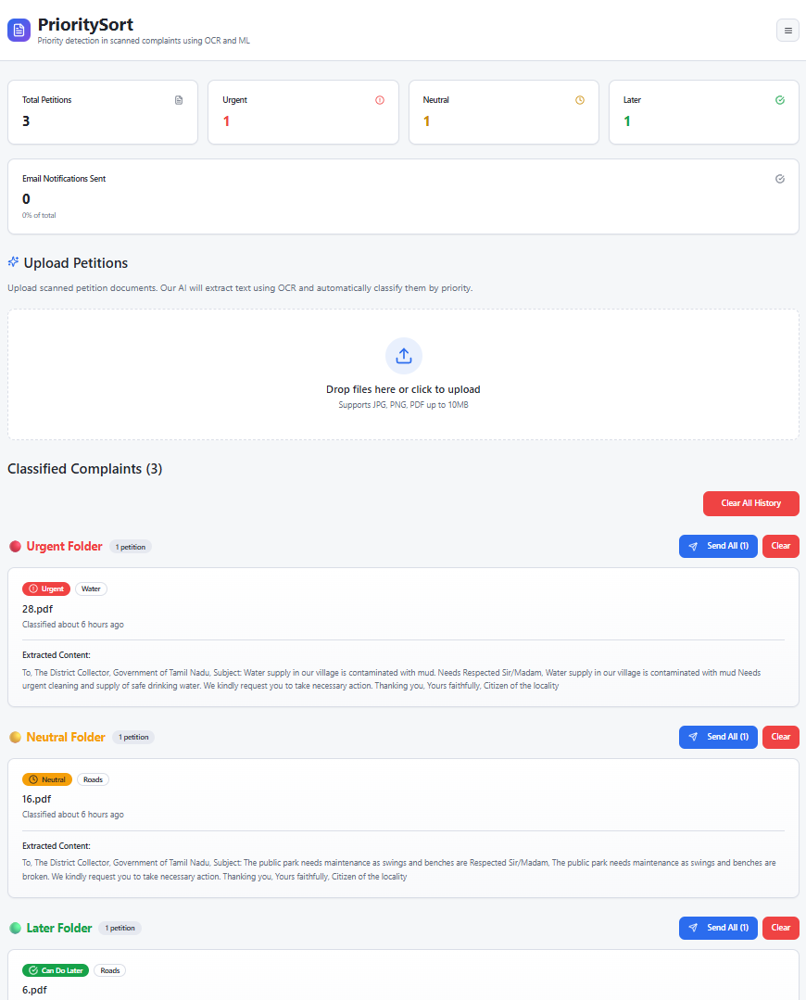 PrioritySort
Priority detection in scanned complaints using OCR and ML
Total Petitions
3
Urgent
1
Neutral
1
Later
1
Email Notifications Sent
0
0% of total
Upload Petitions
Upload scanned petition documents. Our AI will extract text using OCR and automatically classify them by priority.
Drop files here or click to upload
Supports JPG, PNG, PDF up to 10MB
Classified Complaints (3)
Clear All History
Urgent Folder 1 petition Send All (1) Clear
Urgent Water
28.pdf
Classified about 6 hours ago
Extracted Content:
To, The District Collector, Government of Tamil Nadu, Subject: Water supply in our village is contaminated with mud. Needs Respected Sir/Madam, Water supply in our village is contaminated with mud Needs
urgent cleaning and supply of safe drinking water. We kindly request you to take necessary action. Thanking you, Yours faithfully, Citizen of the locality
Neutral Folder 1 petition Send All (1) Clear
Neutral Roads
16.pdf
Classified about 6 hours ago
Extracted Content:
To, The District Collector, Government of Tamil Nadu, Subject: The public park needs maintenance as swings and benches are Respected Sir/Madam, The public park needs maintenance as swings and benches are
broken. We kindly request you to take necessary action. Thanking you, Yours faithfully, Citizen of the locality
Later Folder 1 petition Send All (1) Clear
Can Do Later Roads
6.pdf